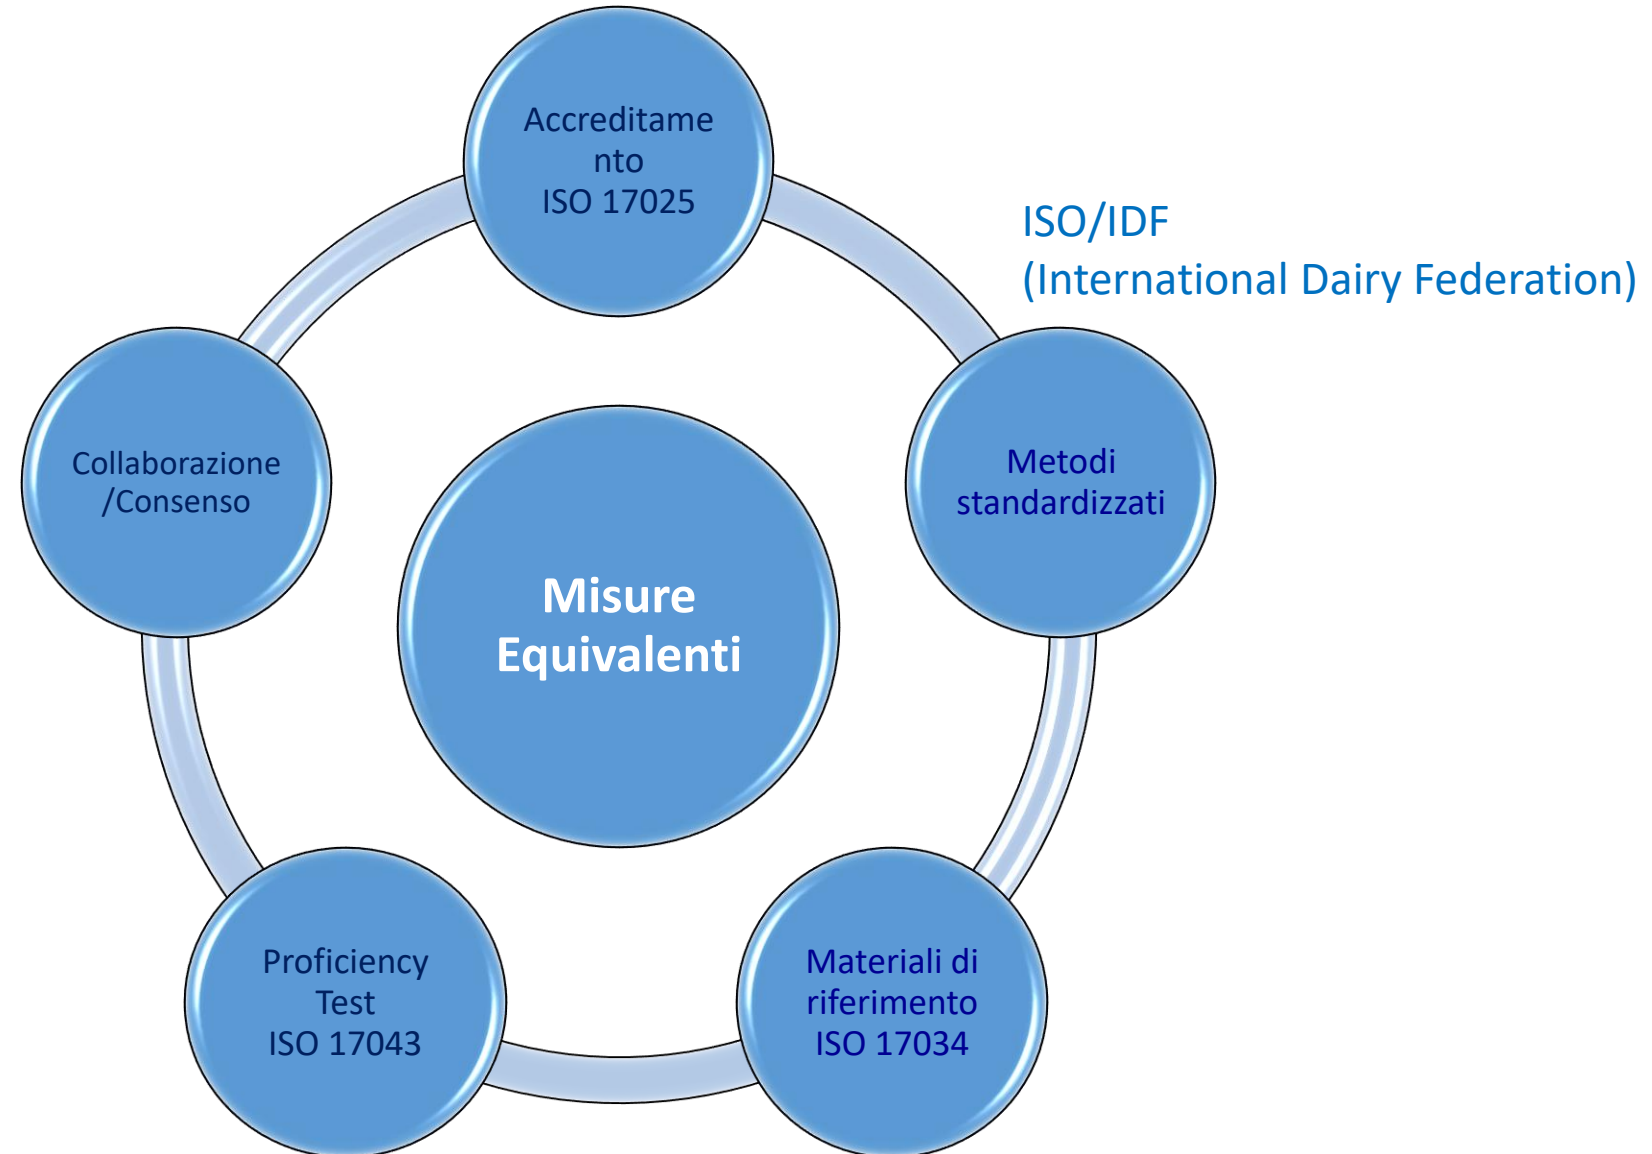 Accreditame
nto
ISO 17025
ISO/IDF
(International Dairy Federation)
Metodi
standardizzati
Materiali di
riferimento
ISO 17034
Proficiency
Test
ISO 17043
Collaborazione
/Consenso
Misure
Equivalenti